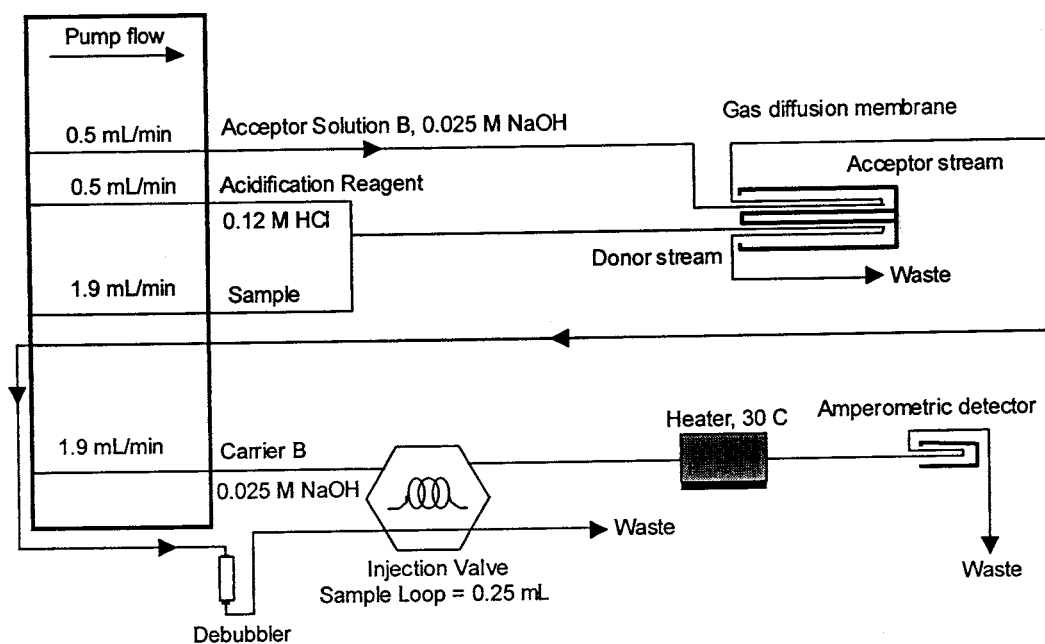 Pump flow
0.5 mL/min
Acceptor Solution B, 0.025 M NaOH
Gas diffusion membrane
Acceptor stream
0.5 mL/min
Acidification Reagent
0.12 M HCl
Donor stream
Waste
1.9 mL/min
Sample
Heater, 30 C
Amperometric detector
1.9 mL/min
Carrier B
0.025 M NaOH
Waste
Injection Valve
Sample Loop = 0.25 mL
Waste
Debubbler